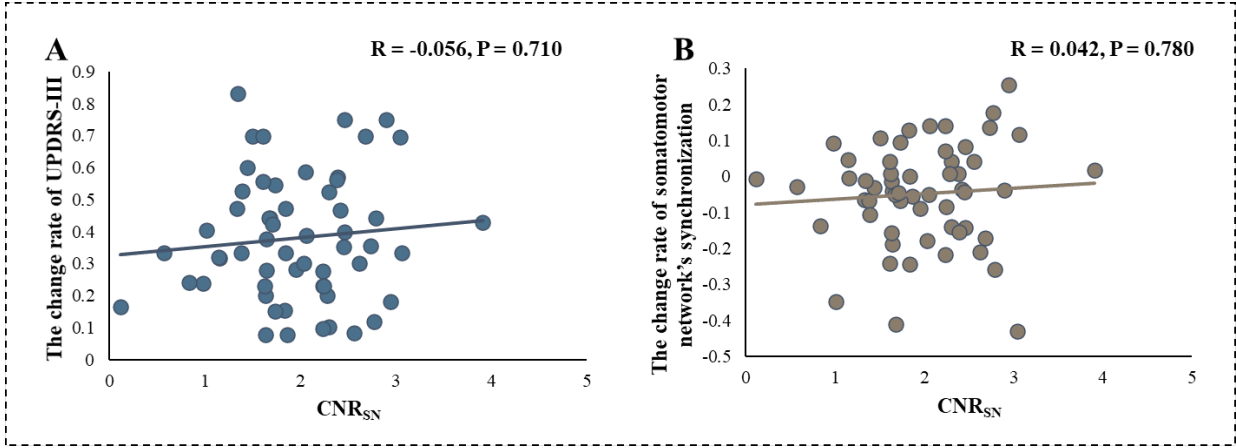 A
R = -0.056, P = 0.710
The change rate of UPDRS-III
0.9
0.8
0.7
0.6
0.5
0.4
0.3
0.2
0.1
0
0 1 2 3 4 5
CNRSN
B
R = 0.042, P = 0.780
The change rate of somatomotor
network’s synchronization
0.3
0.2
0.1
0
-0.1
-0.2
-0.3
-0.4
-0.5
0 1 2 3 4 5
CNRSN